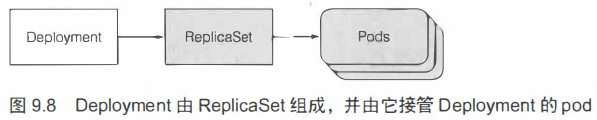 Deployment
ReplicaSet
Pods
图 9.8 Deployment 由 ReplicaSet 组成，并由它接管 Deployment 的 pod